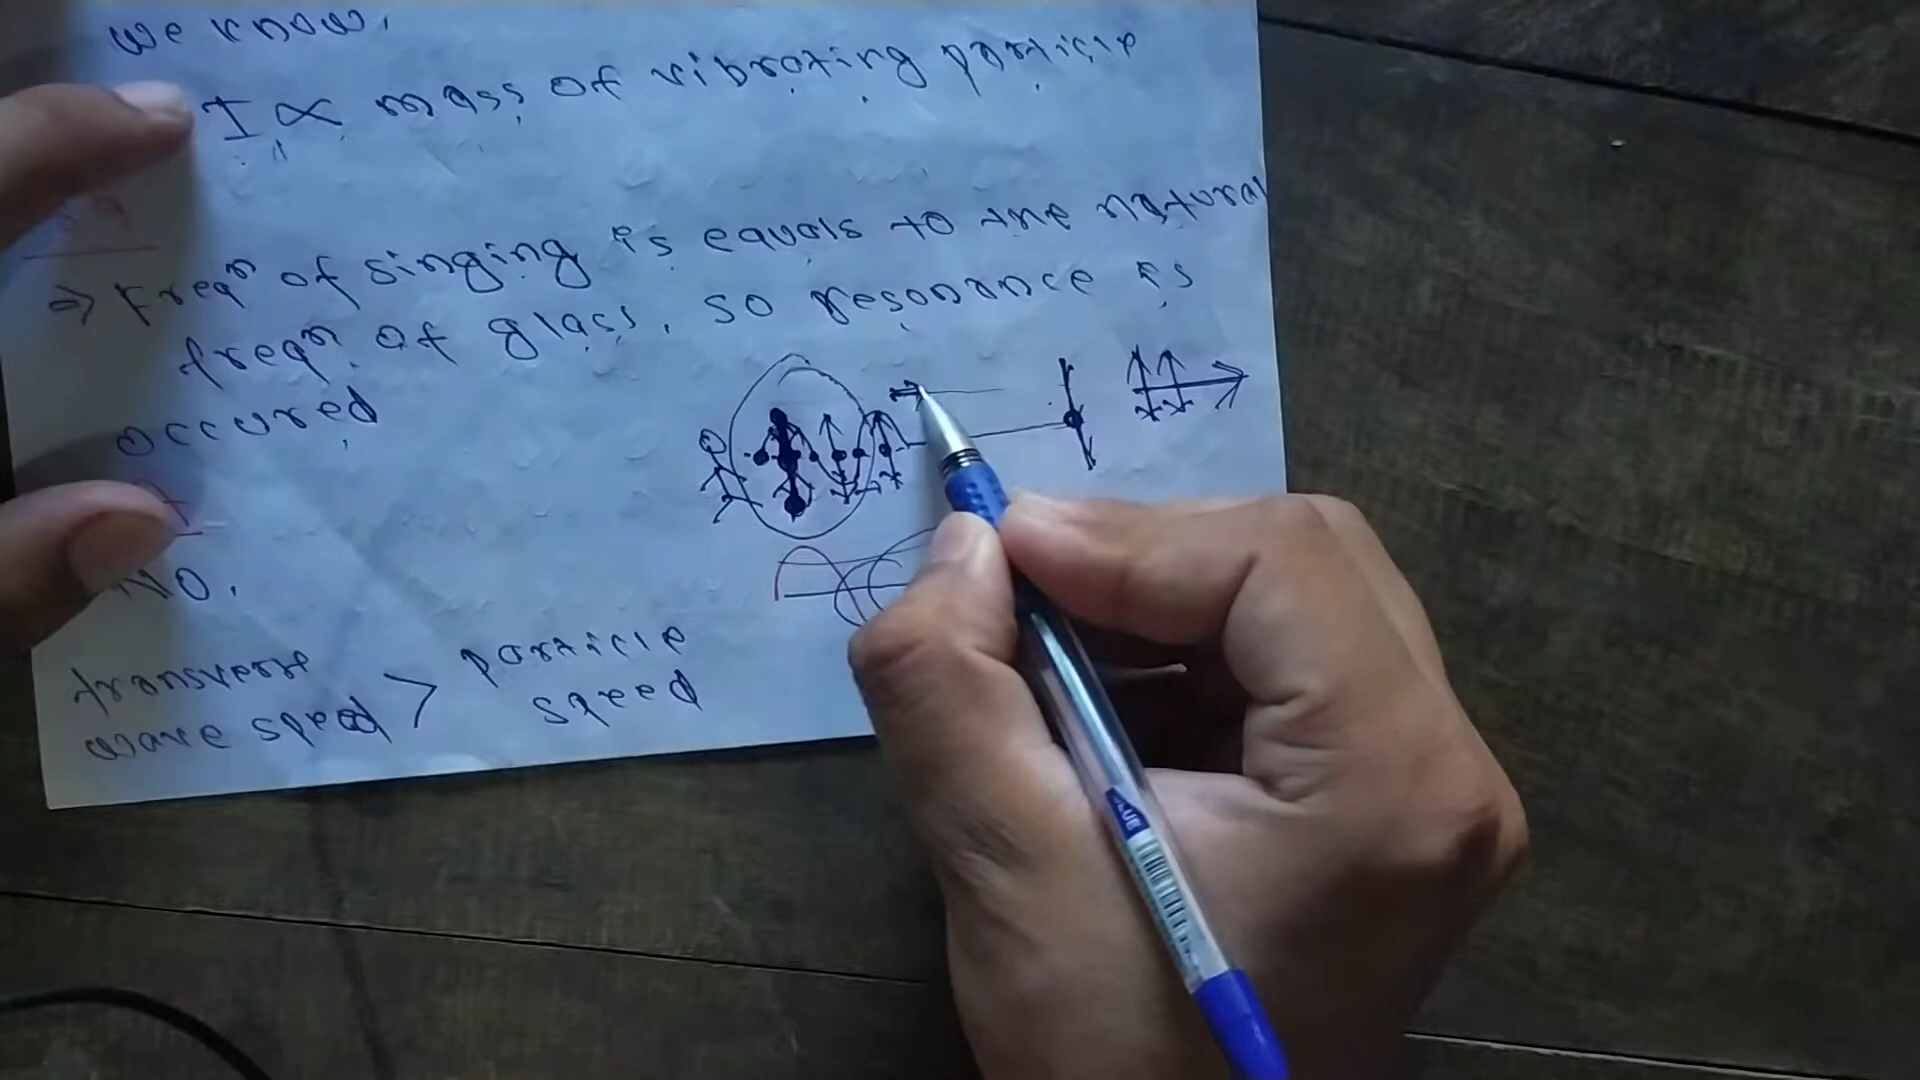 we know,
I ∝ mass of vibrating particle
⇒ Freqn of singing is equals to the natural
freqn of glass, so resonance is
occured
NO.
transverse
wave speed > particle
speed
BLUE